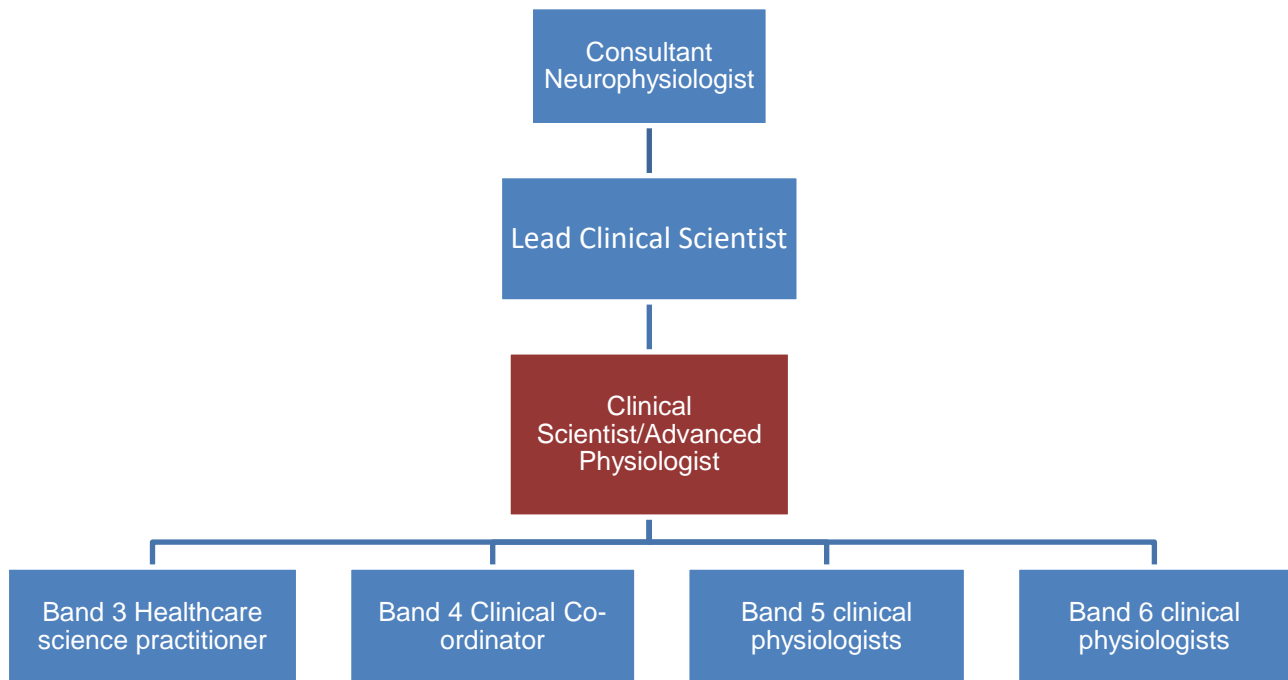 Consultant
Neurophysiologist
Lead Clinical Scientist
Clinical
Scientist/Advanced
Physiologist
Band 3 Healthcare
science practitioner
Band 4 Clinical Co-
ordinator
Band 5 clinical
physiologists
Band 6 clinical
physiologists